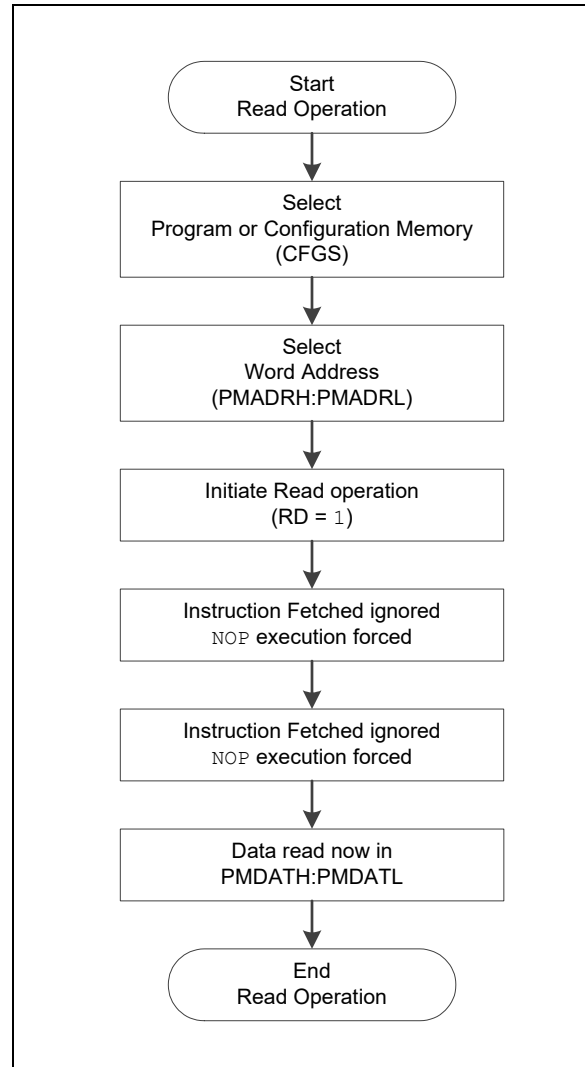 Start
Read Operation
Select
Program or Configuration Memory
(CFGS)
Select
Word Address
(PMADRH:PMADRL)
Initiate Read operation
(RD = 1)
Instruction Fetched ignored
NOP execution forced
Instruction Fetched ignored
NOP execution forced
Data read now in
PMDATH:PMDATL
End
Read Operation